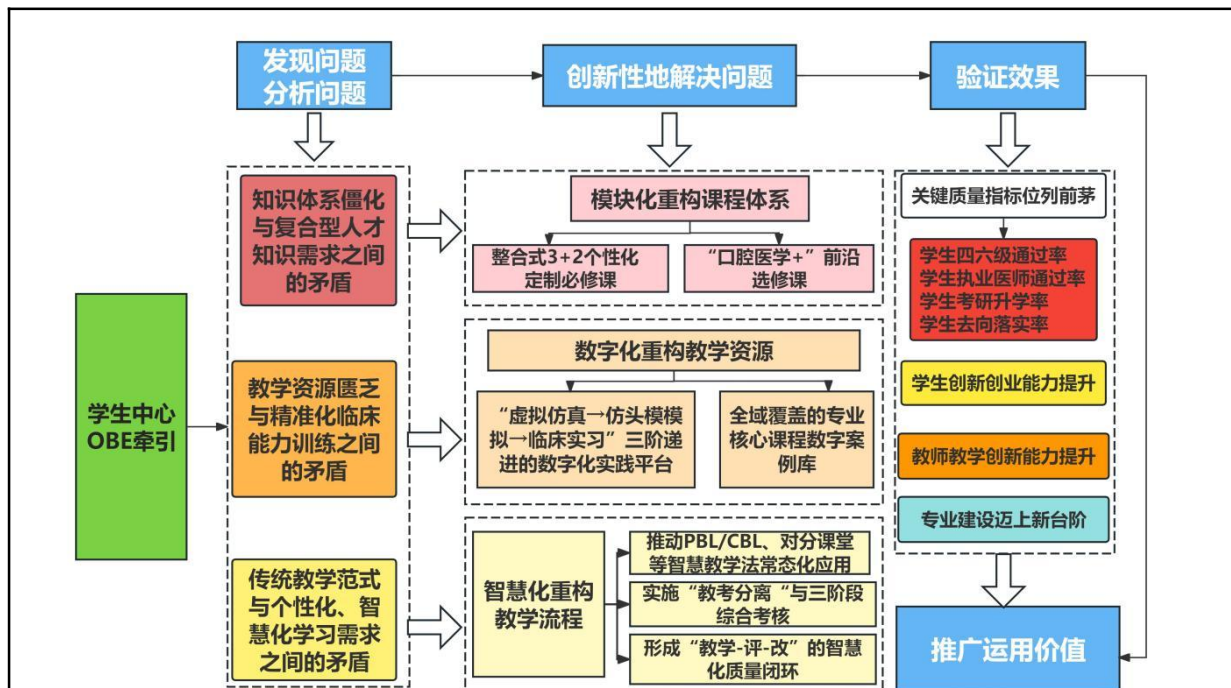 发现问题
分析问题
创新性地解决问题
验证效果
学生中心
OBE牵引
知识体系僵化
与复合型人才
知识需求之间
的矛盾
模块化重构课程体系
整合式3+2个性化
定制必修课
“口腔医学+”前沿
选修课
教学资源匮乏
与精准化临床
能力训练之间
的矛盾
数字化重构教学资源
“虚拟仿真→仿头模模
拟→临床实习”三阶递
进的数字化实践平台
全域覆盖的专业
核心课程数字案
例库
传统教学范式
与个性化、智
慧化学习需求
之间的矛盾
智慧化重构
教学流程
推动PBL/CBL、对分课堂
等智慧教学法常态化应用
实施“教考分离“与三阶段
综合考核
形成“教学-评-改”的智慧
化质量闭环
关键质量指标位列前茅
学生四六级通过率
学生执业医师通过率
学生考研升学率
学生去向落实率
学生创新创业能力提升
教师教学创新能力提升
专业建设迈上新台阶
推广运用价值